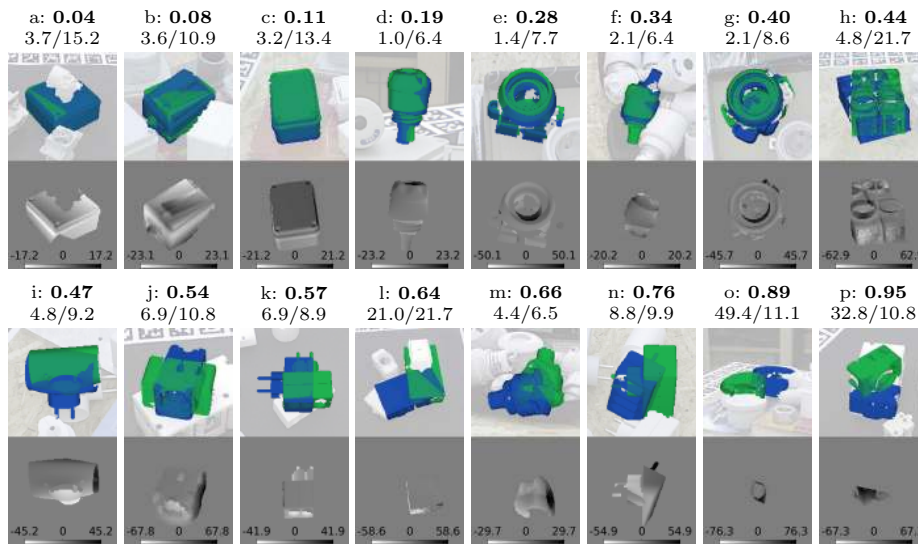 a: 0.04 b: 0.08 c: 0.11 d: 0.19 e: 0.28 f: 0.34 g: 0.40 h: 0.44
3.7/15.2 3.6/10.9 3.2/13.4 1.0/6.4 1.4/7.7 2.1/6.4 2.1/8.6 4.8/21.7
-17.2 0 17.2 -23.1 0 23.1 -21.2 0 21.2 -23.2 0 23.2 -50.1 0 50.1 -20.2 0 20.2 -45.7 0 45.7 -62.9 0 62.9
i: 0.47 j: 0.54 k: 0.57 l: 0.64 m: 0.66 n: 0.76 o: 0.89 p: 0.95
4.8/9.2 6.9/10.8 6.9/8.9 21.0/21.7 4.4/6.5 8.8/9.9 49.4/11.1 32.8/10.8
-45.2 0 45.2 -67.8 0 67.8 -41.9 0 41.9 -58.6 0 58.6 -29.7 0 29.7 -54.9 0 54.9 -76.3 0 76.3 -67.3 0 67.3